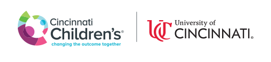 Cincinnati
Children's®
changing the outcome together
University of
CINCINNATI®